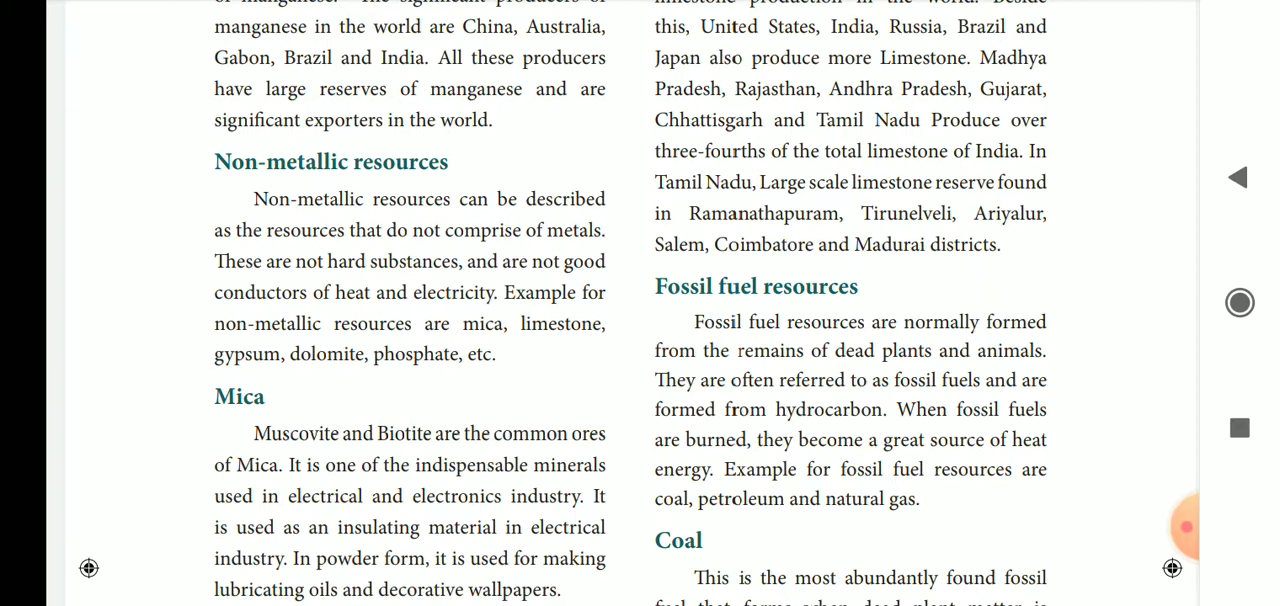 manganese in the world are China, Australia,
Gabon, Brazil and India. All these producers
have large reserves of manganese and are
significant exporters in the world.
Non-metallic resources
Non-metallic resources can be described
as the resources that do not comprise of metals.
These are not hard substances, and are not good
conductors of heat and electricity. Example for
non-metallic resources are mica, limestone,
gypsum, dolomite, phosphate, etc.
Mica
Muscovite and Biotite are the common ores
of Mica. It is one of the indispensable minerals
used in electrical and electronics industry. It
is used as an insulating material in electrical
industry. In powder form, it is used for making
lubricating oils and decorative wallpapers.
this, United States, India, Russia, Brazil and
Japan also produce more Limestone. Madhya
Pradesh, Rajasthan, Andhra Pradesh, Gujarat,
Chhattisgarh and Tamil Nadu Produce over
three-fourths of the total limestone of India. In
Tamil Nadu, Large scale limestone reserve found
in Ramanathapuram, Tirunelveli, Ariyalur,
Salem, Coimbatore and Madurai districts.
Fossil fuel resources
Fossil fuel resources are normally formed
from the remains of dead plants and animals.
They are often referred to as fossil fuels and are
formed from hydrocarbon. When fossil fuels
are burned, they become a great source of heat
energy. Example for fossil fuel resources are
coal, petroleum and natural gas.
Coal
This is the most abundantly found fossil